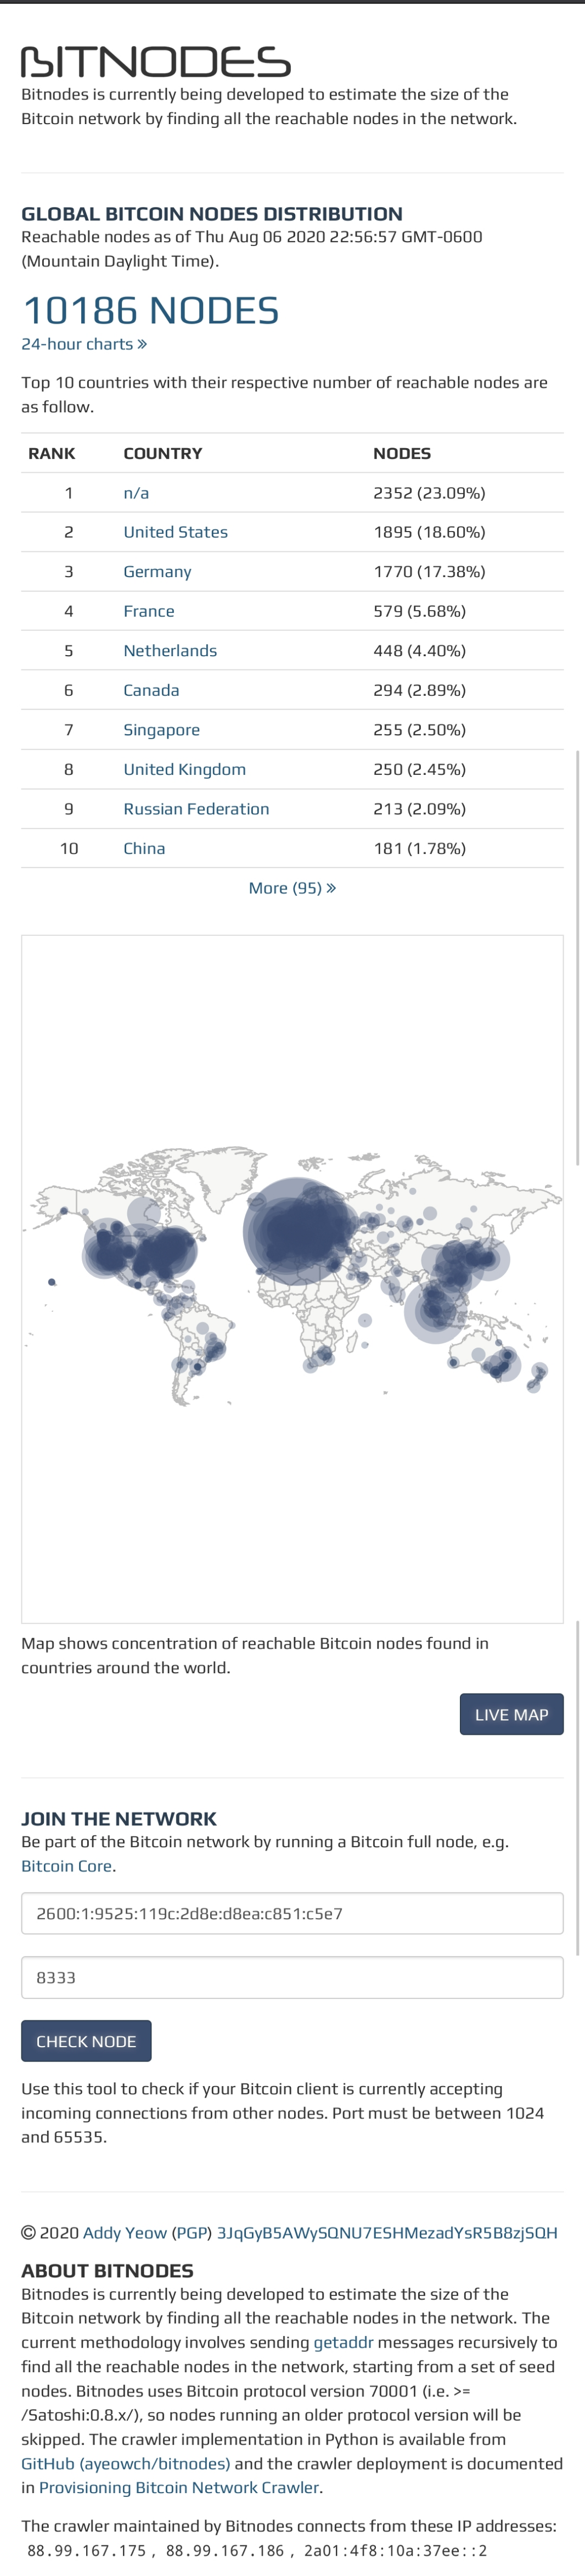 BITNODES
Bitnodes is currently being developed to estimate the size of the
Bitcoin network by finding all the reachable nodes in the network.
GLOBAL BITCOIN NODES DISTRIBUTION
Reachable nodes as of Thu Aug 06 2020 22:56:57 GMT-0600
(Mountain Daylight Time).
10186 NODES
24-hour charts »
Top 10 countries with their respective number of reachable nodes are
as follow.
RANK COUNTRY NODES
1 n/a 2352 (23.09%)
2 United States 1895 (18.60%)
3 Germany 1770 (17.38%)
4 France 579 (5.68%)
5 Netherlands 448 (4.40%)
6 Canada 294 (2.89%)
7 Singapore 255 (2.50%)
8 United Kingdom 250 (2.45%)
9 Russian Federation 213 (2.09%)
10 China 181 (1.78%)
More (95) »
Map shows concentration of reachable Bitcoin nodes found in
countries around the world.
LIVE MAP
JOIN THE NETWORK
Be part of the Bitcoin network by running a Bitcoin full node, e.g.
Bitcoin Core.
2600:1:9525:119c:2d8e:d8ea:c851:c5e7
8333
CHECK NODE
Use this tool to check if your Bitcoin client is currently accepting
incoming connections from other nodes. Port must be between 1024
and 65535.
© 2020 Addy Yeow (PGP) 3JqGyB5AWySQNU7ESHMezadYsR5B8zjSQH
ABOUT BITNODES
Bitnodes is currently being developed to estimate the size of the
Bitcoin network by finding all the reachable nodes in the network. The
current methodology involves sending getaddr messages recursively to
find all the reachable nodes in the network, starting from a set of seed
nodes. Bitnodes uses Bitcoin protocol version 70001 (i.e. >=
/Satoshi:0.8.x/), so nodes running an older protocol version will be
skipped. The crawler implementation in Python is available from
GitHub (ayeowch/bitnodes) and the crawler deployment is documented
in Provisioning Bitcoin Network Crawler.
The crawler maintained by Bitnodes connects from these IP addresses:
88.99.167.175 , 88.99.167.186 , 2a01:4f8:10a:37ee::2